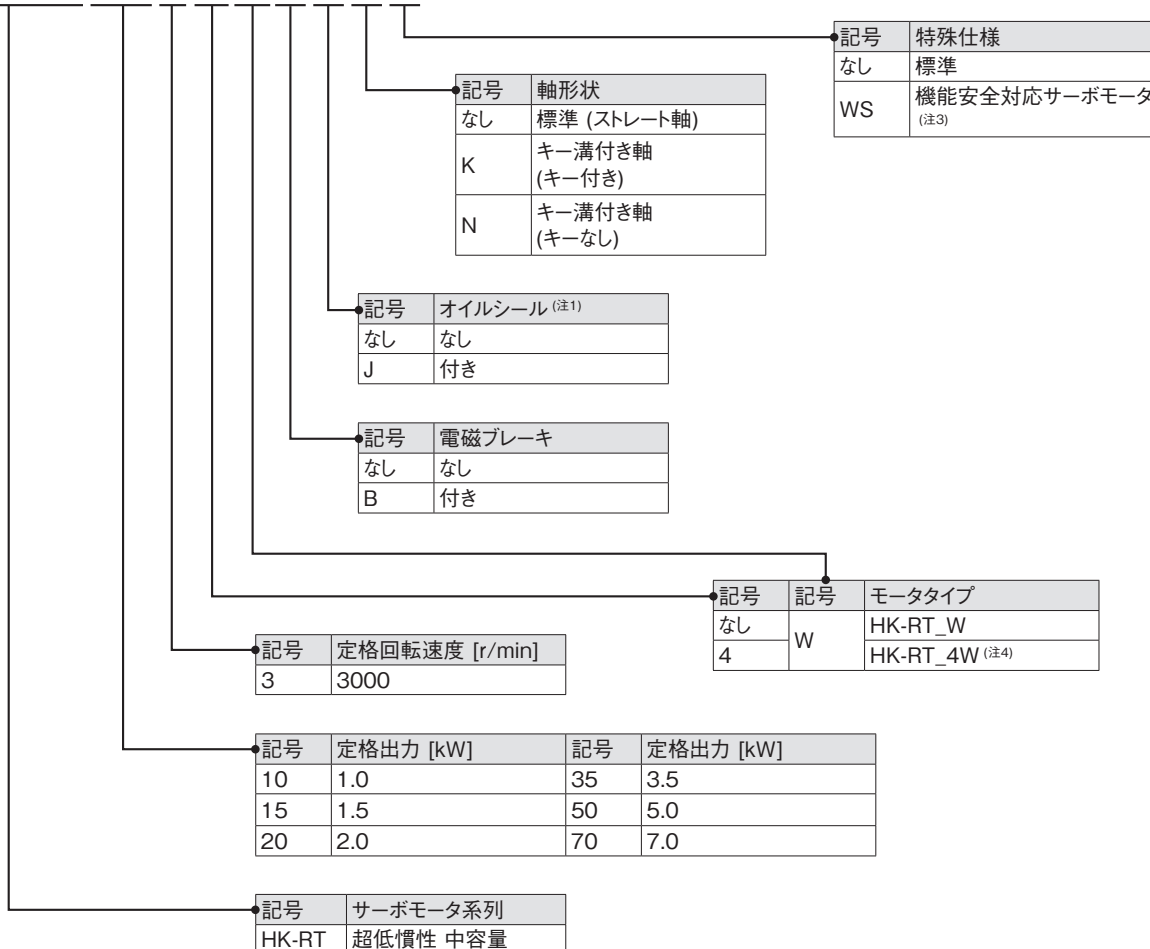 記号 特殊仕様
なし 標準
WS 機能安全対応サーボモータ
(注3)
記号 軸形状
なし 標準 (ストレート軸)
K キー溝付き軸
(キー付き)
N キー溝付き軸
(キーなし)
記号 オイルシール (注1)
なし なし
J 付き
記号 電磁ブレーキ
なし なし
B 付き
記号 記号 モータタイプ
なし W HK-RT_W
4 HK-RT_4W (注4)
記号 定格回転速度 [r/min]
3 3000
記号 定格出力 [kW] 記号 定格出力 [kW]
10 1.0 35 3.5
15 1.5 50 5.0
20 2.0 70 7.0
記号 サーボモータ系列
HK-RT 超低慣性 中容量